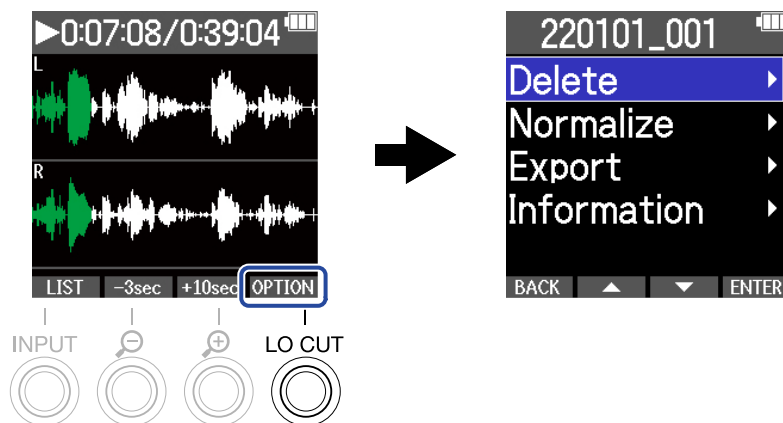 0:07:08/0:39:04
L
R
LIST -3sec +10sec OPTION
INPUT LO CUT
220101_001
Delete
Normalize
Export
Information
BACK ENTER